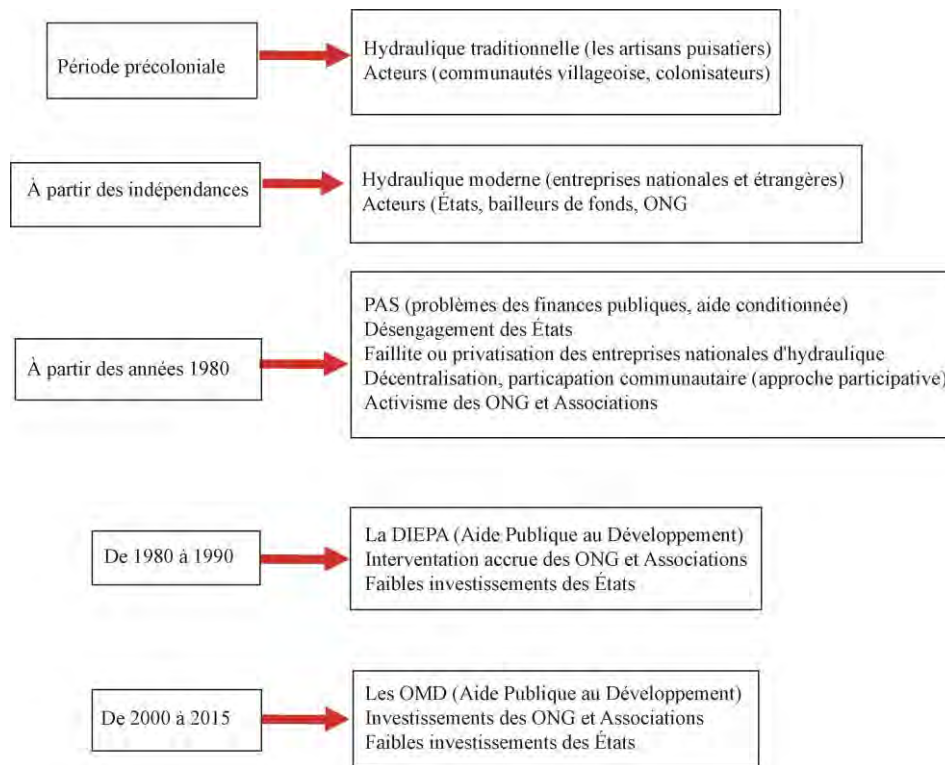 Période précoloniale
Hydraulique traditionnelle (les artisans puisatiers)
Acteurs (communautés villageoise, colonisateurs)
À partir des indépendances
Hydraulique moderne (entreprises nationales et étrangères)
Acteurs (États, bailleurs de fonds, ONG
À partir des années 1980
PAS (problèmes des finances publiques, aide conditionnée)
Désengagement des États
Faillite ou privatisation des entreprises nationales d'hydraulique
Décentralisation, particapation communautaire (approche participative)
Activisme des ONG et Associations
De 1980 à 1990
La DIEPA (Aide Publique au Développement)
Intervention accrue des ONG et Associations
Faibles investissements des États
De 2000 à 2015
Les OMD (Aide Publique au Développement)
Investissements des ONG et Associations
Faibles investissements des États